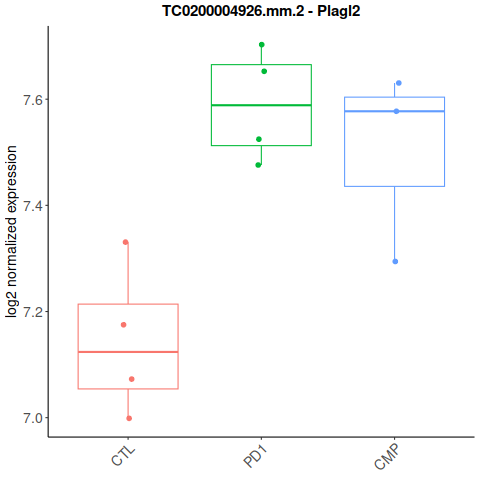 TC0200004926.mm.2 - Plagl2
log2 normalized expression
7.6
7.4
7.2
7.0
CTL
PD1
CMP